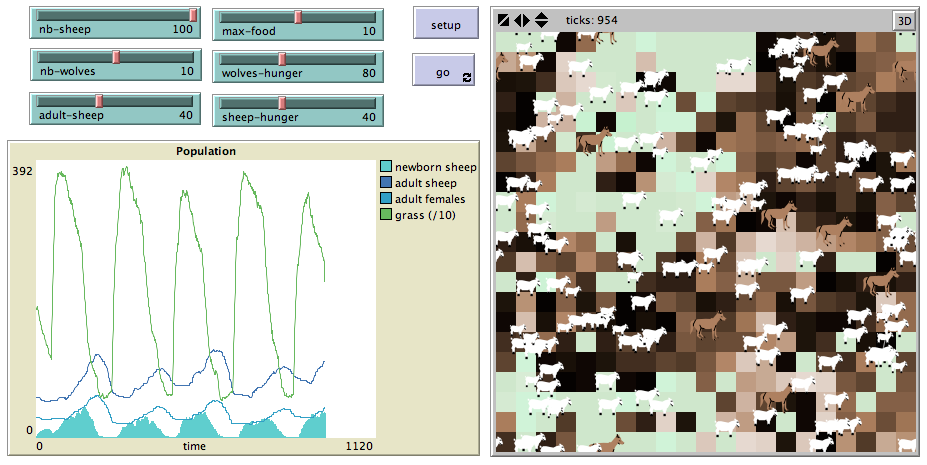 nb-sheep 100
max-food 10
setup
nb-wolves 10
wolves-hunger 80
go
adult-sheep 40
sheep-hunger 40
ticks: 954
3D
Population
392
0
0
time
1120
newborn sheep
adult sheep
adult females
grass (/10)